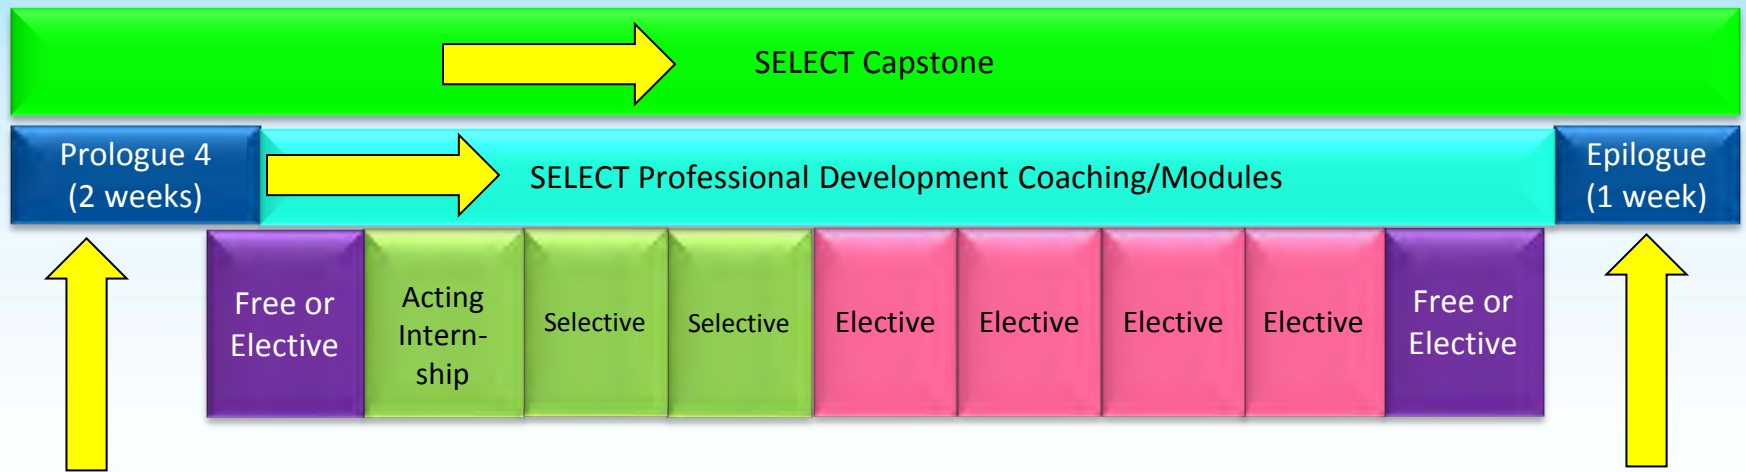 SELECT Capstone
Prologue 4
(2 weeks)
SELECT Professional Development Coaching/Modules
Epilogue
(1 week)
Free or
Elective
Acting
Intern-
ship
Selective
Selective
Elective
Elective
Elective
Elective
Free or
Elective